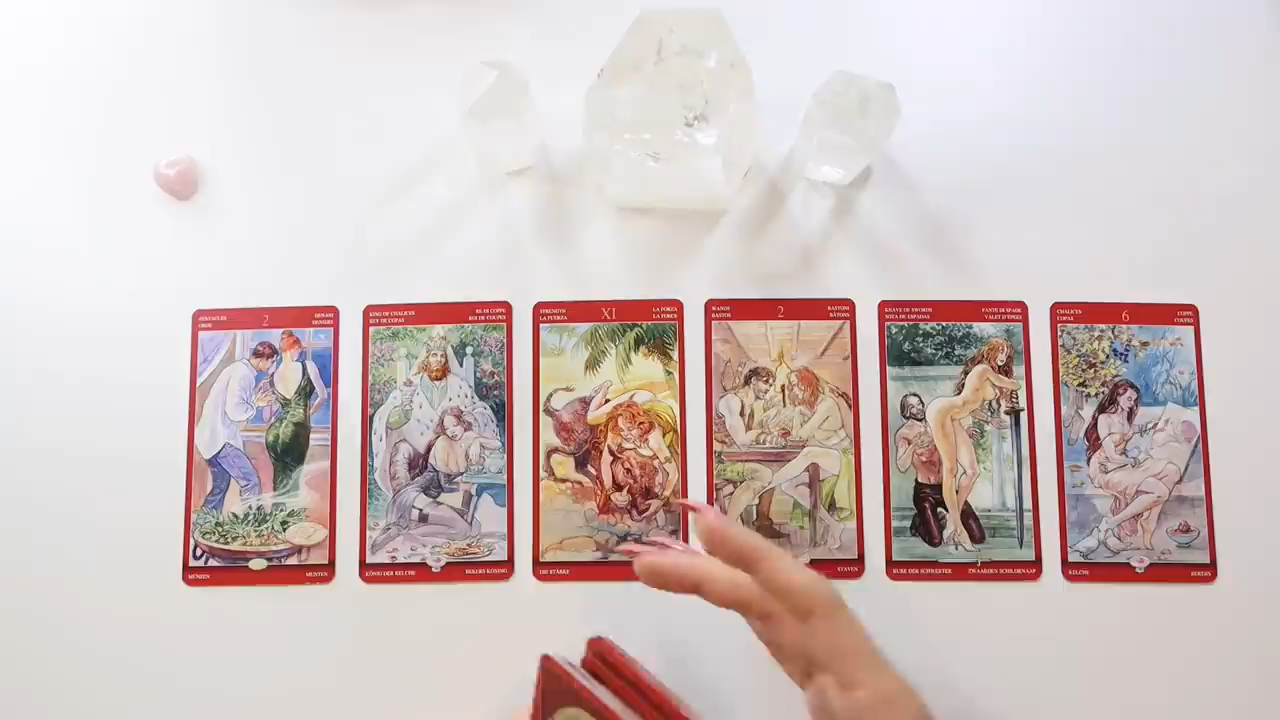 PENTACLES
OROS
2
DENARI
DENIERS
MÜNZEN
MUNTEN
KING OF CHALICES
REY DE COPAS
RE DI COPPE
ROI DE COUPES
KÖNIG DER KELCHE
BEKERS KONING
STRENGTH
LA FUERZA
XI
LA FORZA
LA FORCE
DIE STÄRKE
WANDS
BASTOS
2
BASTONI
BÂTONS
STAVEN
KNAVE OF SWORDS
SOTA DE ESPADAS
FANTE DI SPADE
VALET D'ÉPÉES
BUBE DER SCHWERTER
ZWAARDEN SCHILDKNAAP
CHALICES
COPAS
6
COPPE
COUPES
KELCHE
BEKERS